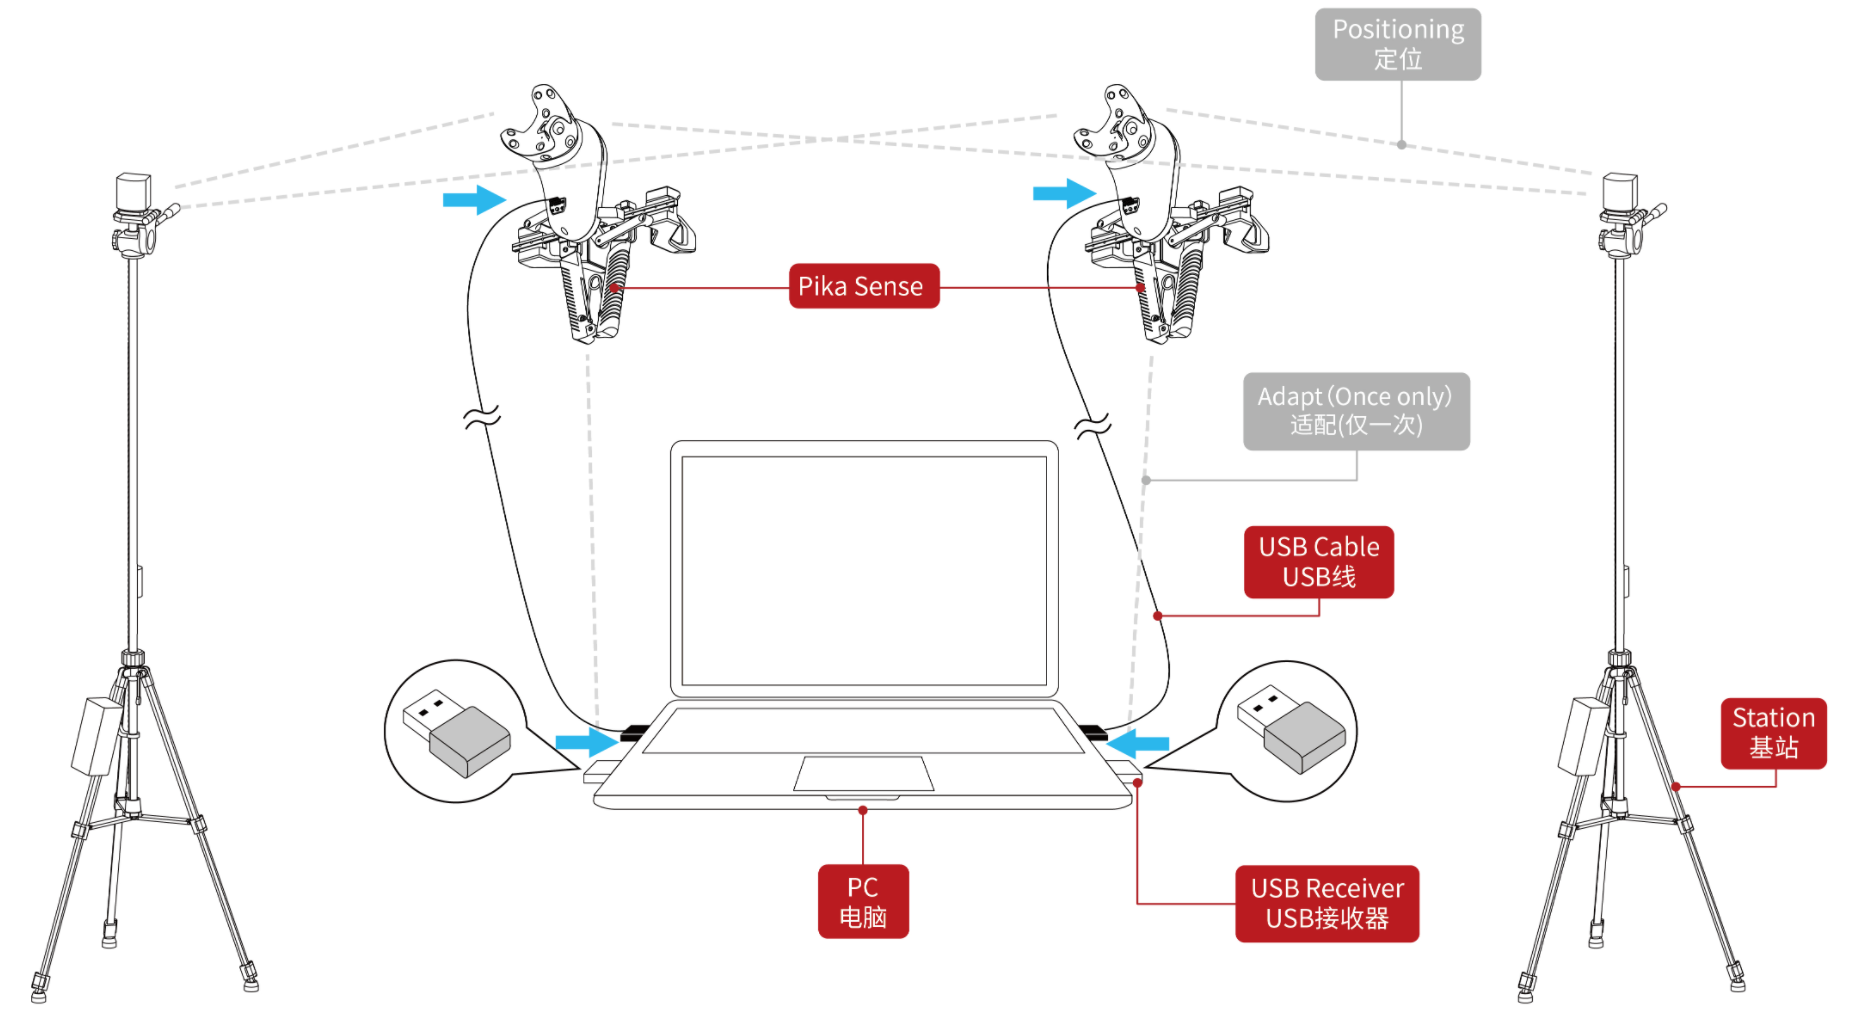 Positioning
定位
Pika Sense
Adapt（Once only）
适配(仅一次)
USB Cable
USB线
Station
基站
PC
电脑
USB Receiver
USB接收器